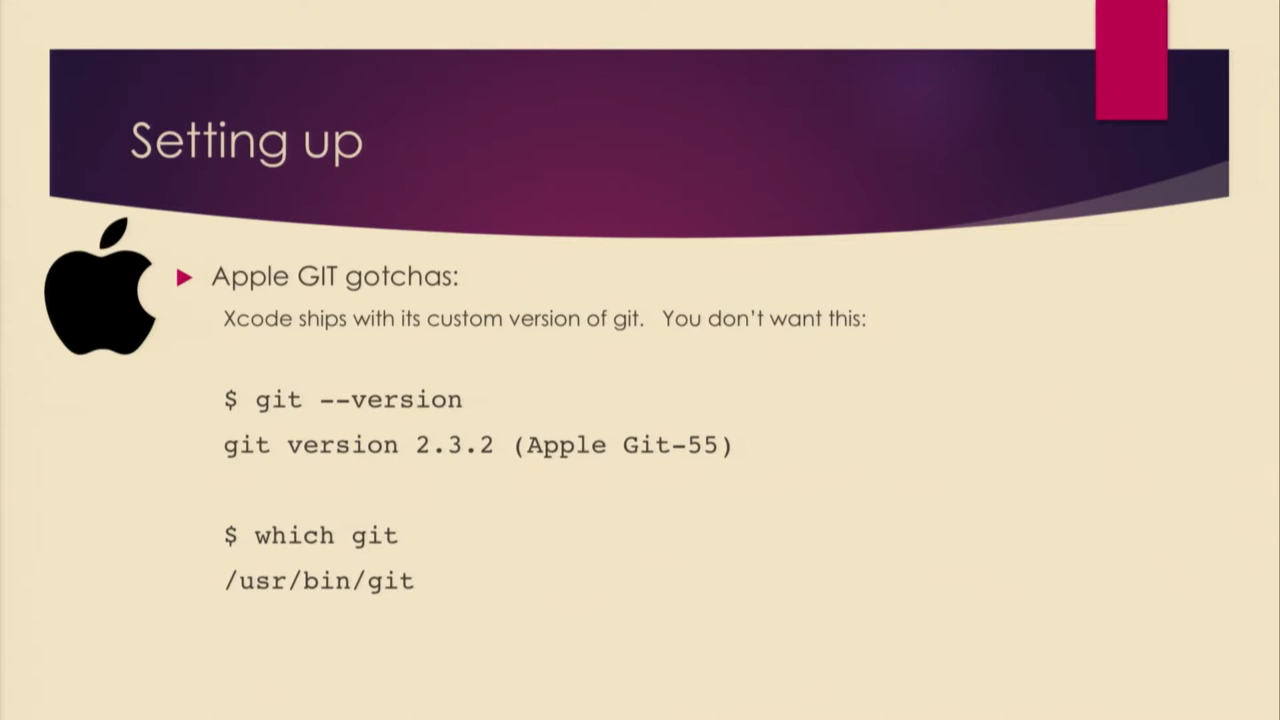 Setting up
Apple GIT gotchas:
Xcode ships with its custom version of git. You don't want this:
$ git --version
git version 2.3.2 (Apple Git-55)
$ which git
/usr/bin/git